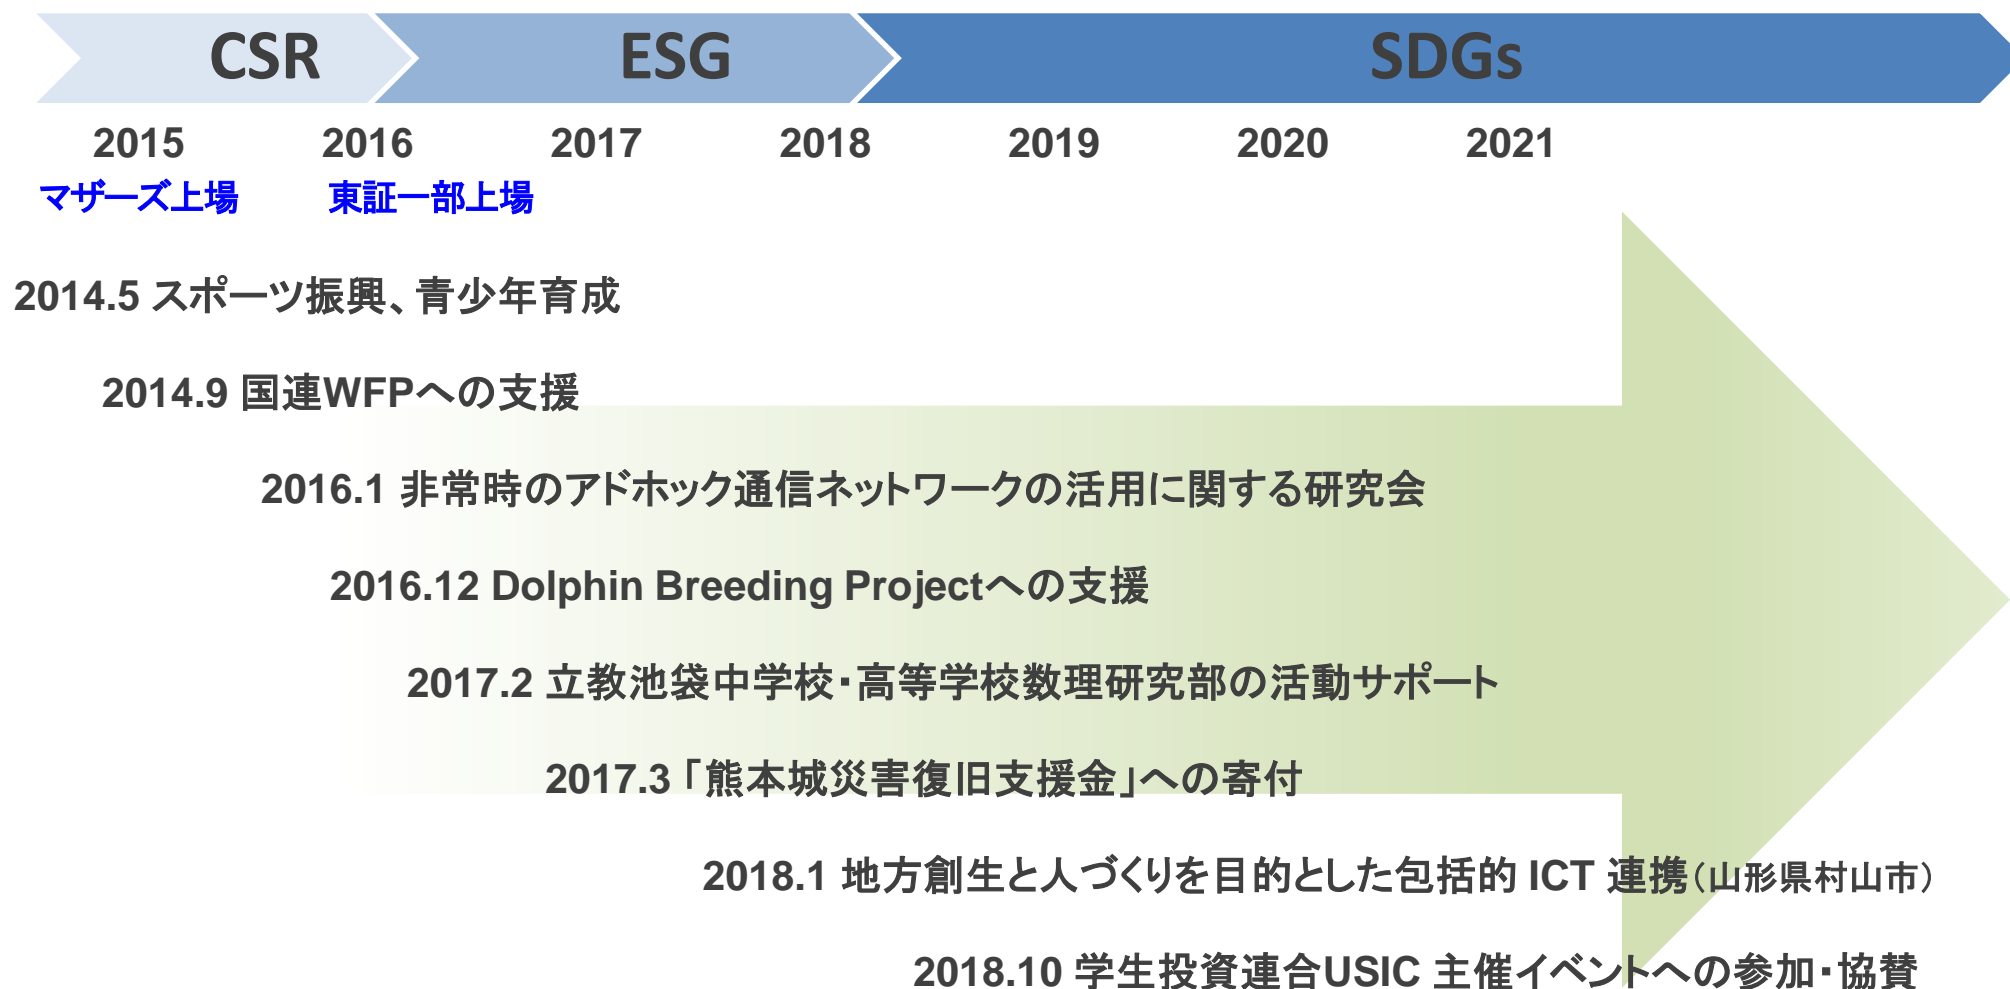 CSR ESG SDGs
2015 2016 2017 2018 2019 2020 2021
マザーズ上場 東証一部上場
2014.5 スポーツ振興、青少年育成
2014.9 国連WFPへの支援
2016.1 非常時のアドホック通信ネットワークの活用に関する研究会
2016.12 Dolphin Breeding Projectへの支援
2017.2 立教池袋中学校・高等学校数理研究部の活動サポート
2017.3「熊本城災害復旧支援金」への寄付
2018.1 地方創生と人づくりを目的とした包括的 ICT 連携（山形県村山市）
2018.10 学生投資連合USIC 主催イベントへの参加・協賛